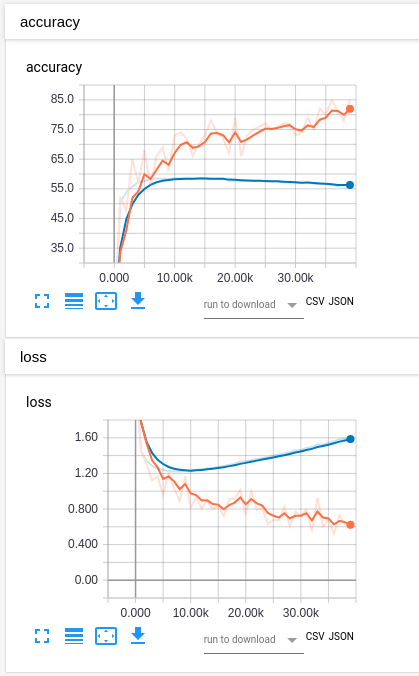 accuracy
accuracy
85.0
75.0
65.0
55.0
45.0
35.0
0.000 10.00k 20.00k 30.00k
run to download CSV JSON
loss
loss
1.60
1.20
0.800
0.400
0.00
0.000 10.00k 20.00k 30.00k
run to download CSV JSON